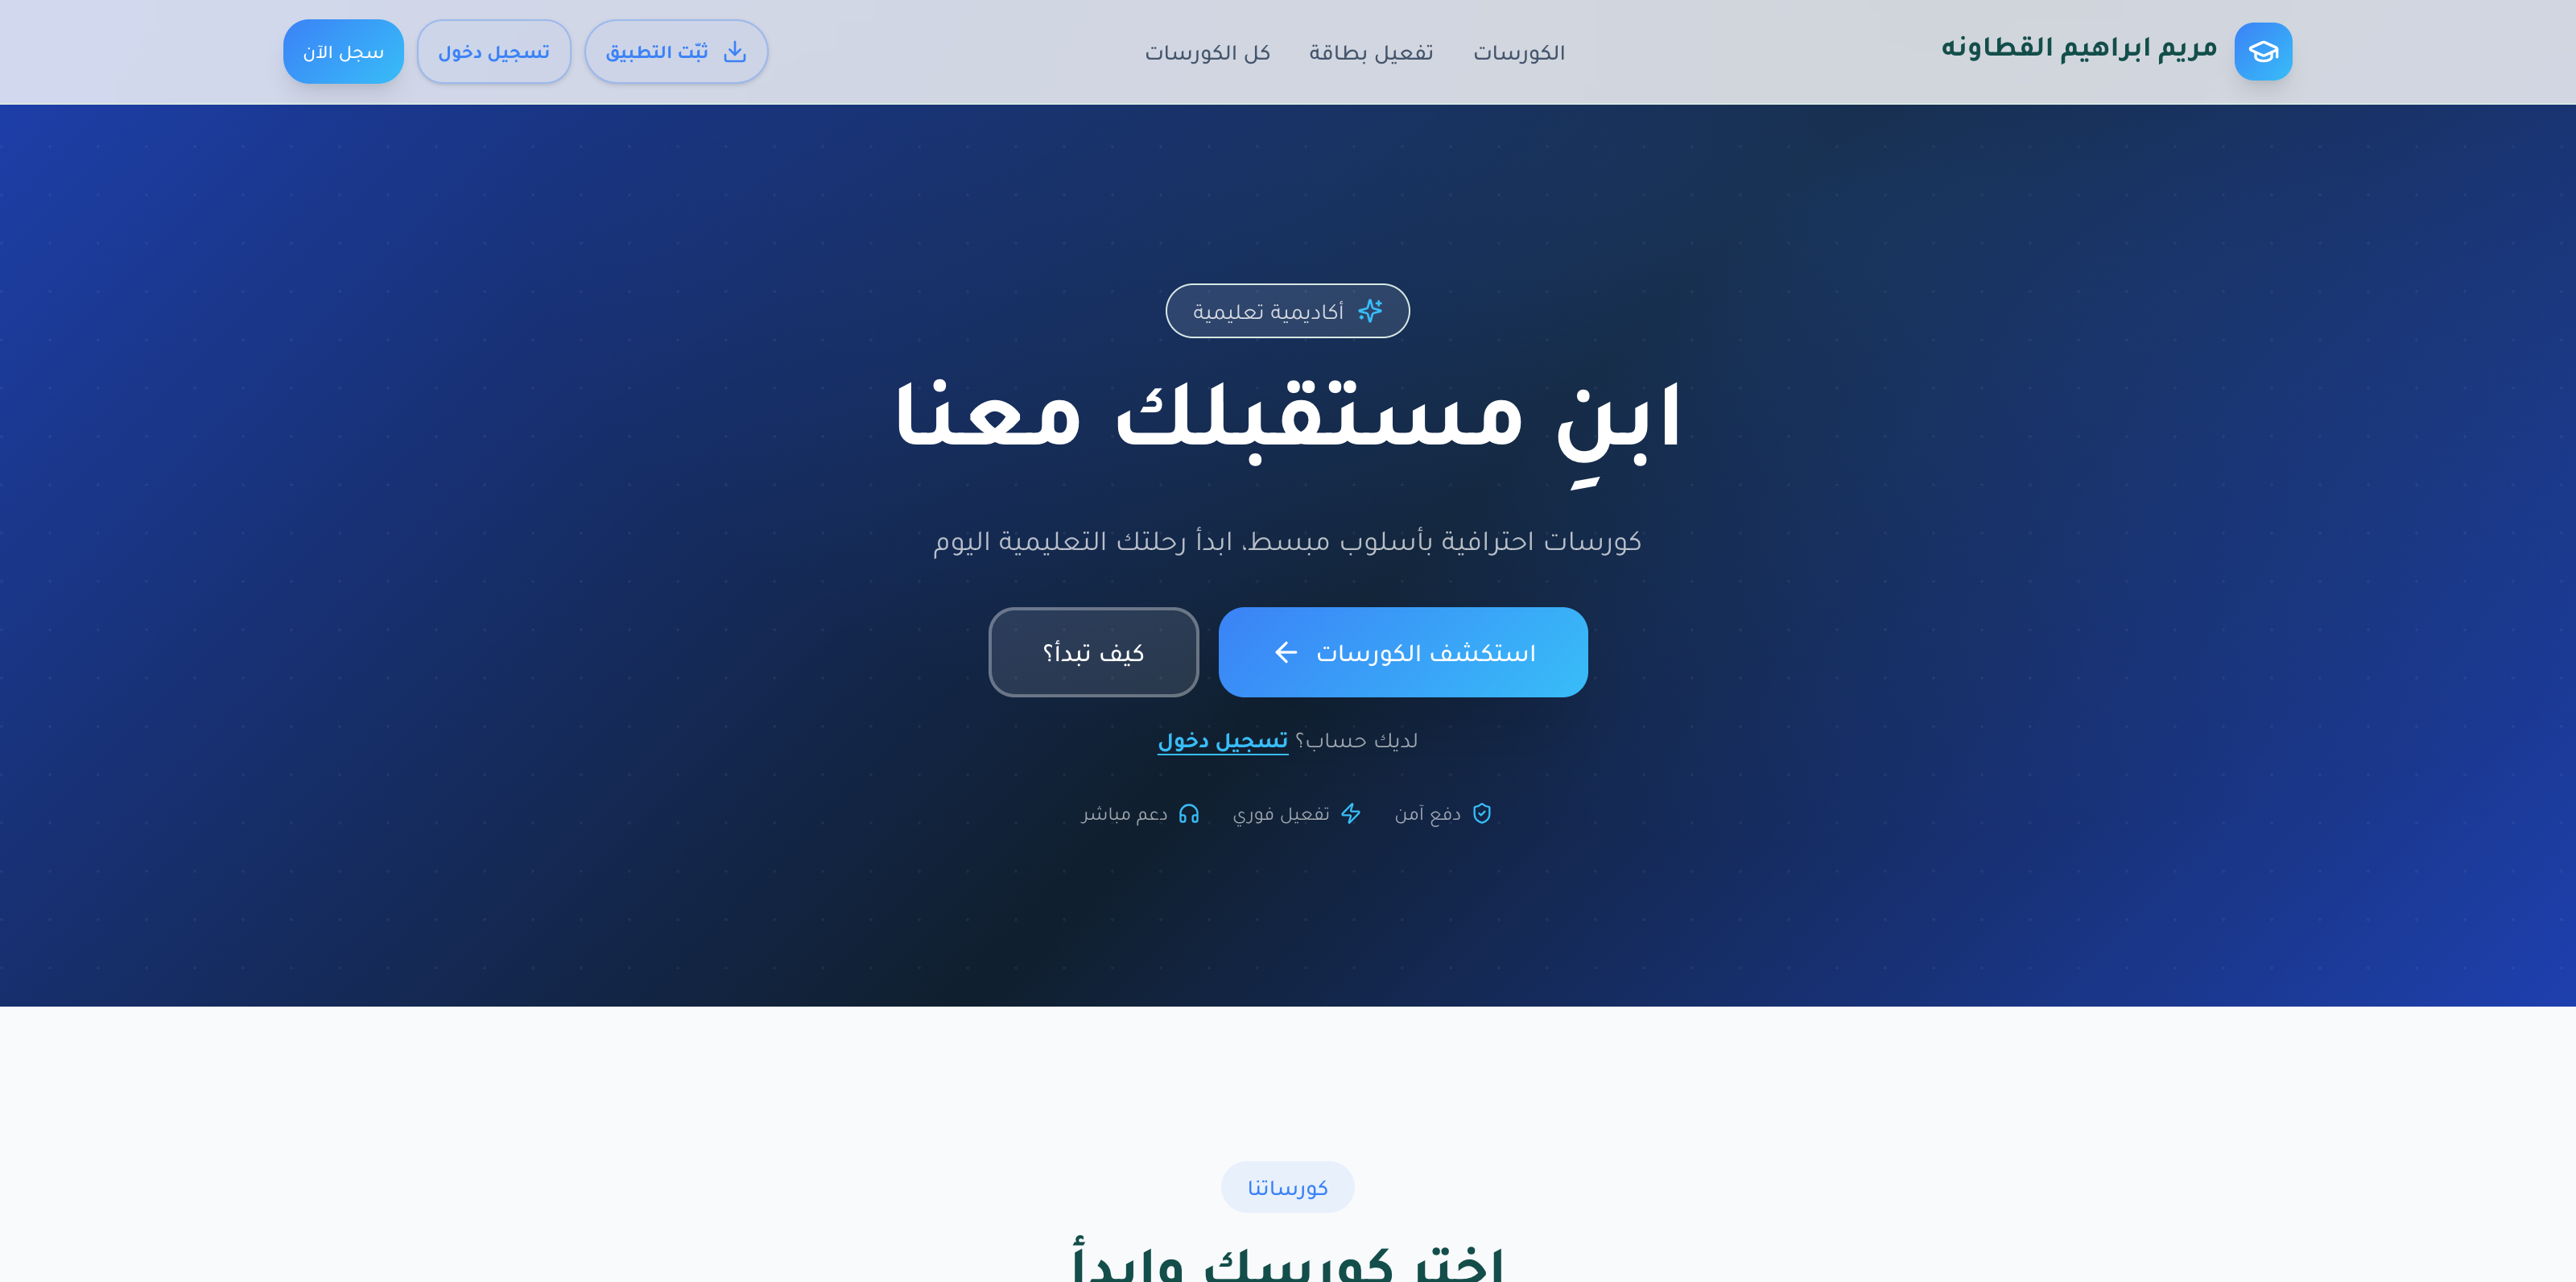 مريم ابراهيم القطاونه
الكورسات
تفعيل بطاقة
كل الكورسات
ثبّت التطبيق
تسجيل دخول
سجل الآن
أكاديمية تعليمية
ابنِ مستقبلك معنا
كورسات احترافية بأسلوب مبسط، ابدأ رحلتك التعليمية اليوم
استكشف الكورسات
كيف تبدأ؟
لديك حساب؟ تسجيل دخول
دفع آمن
تفعيل فوري
دعم مباشر
كورساتنا
اختر كورسك وابدأ